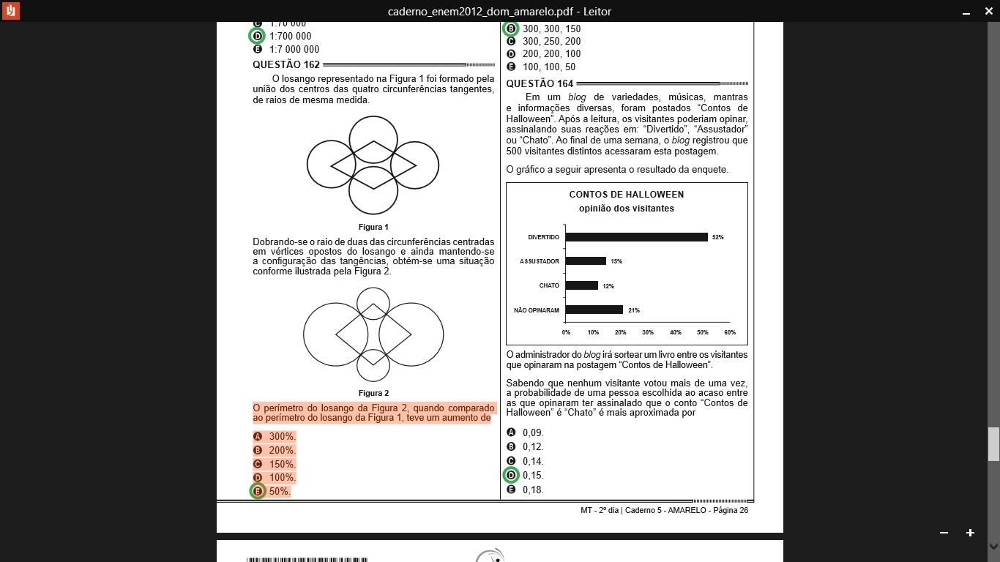 caderno_enem2012_dom_amarelo.pdf - Leitor
C 1:70 000
D 1:700 000
E 1:7 000 000
QUESTÃO 162
O losango representado na Figura 1 foi formado pela
união dos centros das quatro circunferências tangentes,
de raios de mesma medida.
Figura 1
Dobrando-se o raio de duas das circunferências centradas
em vértices opostos do losango e ainda mantendo-se
a configuração das tangências, obtém-se uma situação
conforme ilustrada pela Figura 2.
Figura 2
O perímetro do losango da Figura 2, quando comparado
ao perímetro do losango da Figura 1, teve um aumento de
A 300%.
B 200%.
C 150%.
D 100%.
E 50%.
B 300, 300, 150
C 300, 250, 200
D 200, 200, 100
E 100, 100, 50
QUESTÃO 164
Em um blog de variedades, músicas, mantras
e informações diversas, foram postados “Contos de
Halloween”. Após a leitura, os visitantes poderiam opinar,
assinalando suas reações em: “Divertido”, “Assustador”
ou “Chato”. Ao final de uma semana, o blog registrou que
500 visitantes distintos acessaram esta postagem.
O gráfico a seguir apresenta o resultado da enquete.
CONTOS DE HALLOWEEN
opinião dos visitantes
DIVERTIDO 52%
ASSUSTADOR 15%
CHATO 12%
NÃO OPINARAM 21%
0% 10% 20% 30% 40% 50% 60%
O administrador do blog irá sortear um livro entre os visitantes
que opinaram na postagem “Contos de Halloween”.
Sabendo que nenhum visitante votou mais de uma vez,
a probabilidade de uma pessoa escolhida ao acaso entre
as que opinaram ter assinalado que o conto “Contos de
Halloween” é “Chato” é mais aproximada por
A 0,09.
B 0,12.
C 0,14.
D 0,15.
E 0,18.
MT - 2º dia | Caderno 5 - AMARELO - Página 26